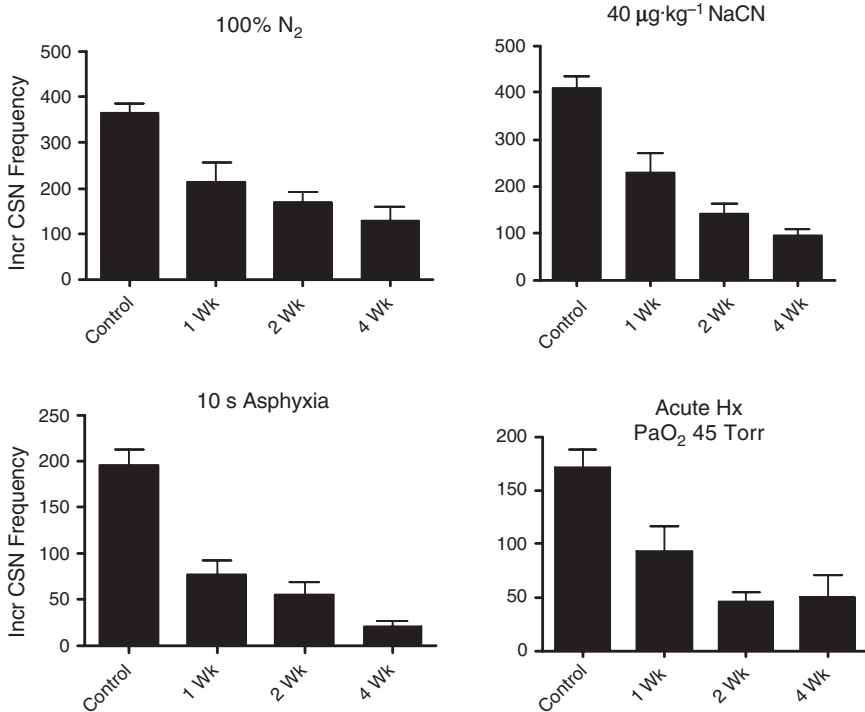 100% N₂
Incr CSN Frequency
500
400
300
200
100
0
Control
1 Wk
2 Wk
4 Wk
40 µg·kg⁻¹ NaCN
500
400
300
200
100
0
Control
1 Wk
2 Wk
4 Wk
10 s Asphyxia
Incr CSN Frequency
250
200
150
100
50
0
Control
1 Wk
2 Wk
4 Wk
Acute Hx
PaO₂ 45 Torr
200
150
100
50
0
Control
1 Wk
2 Wk
4 Wk